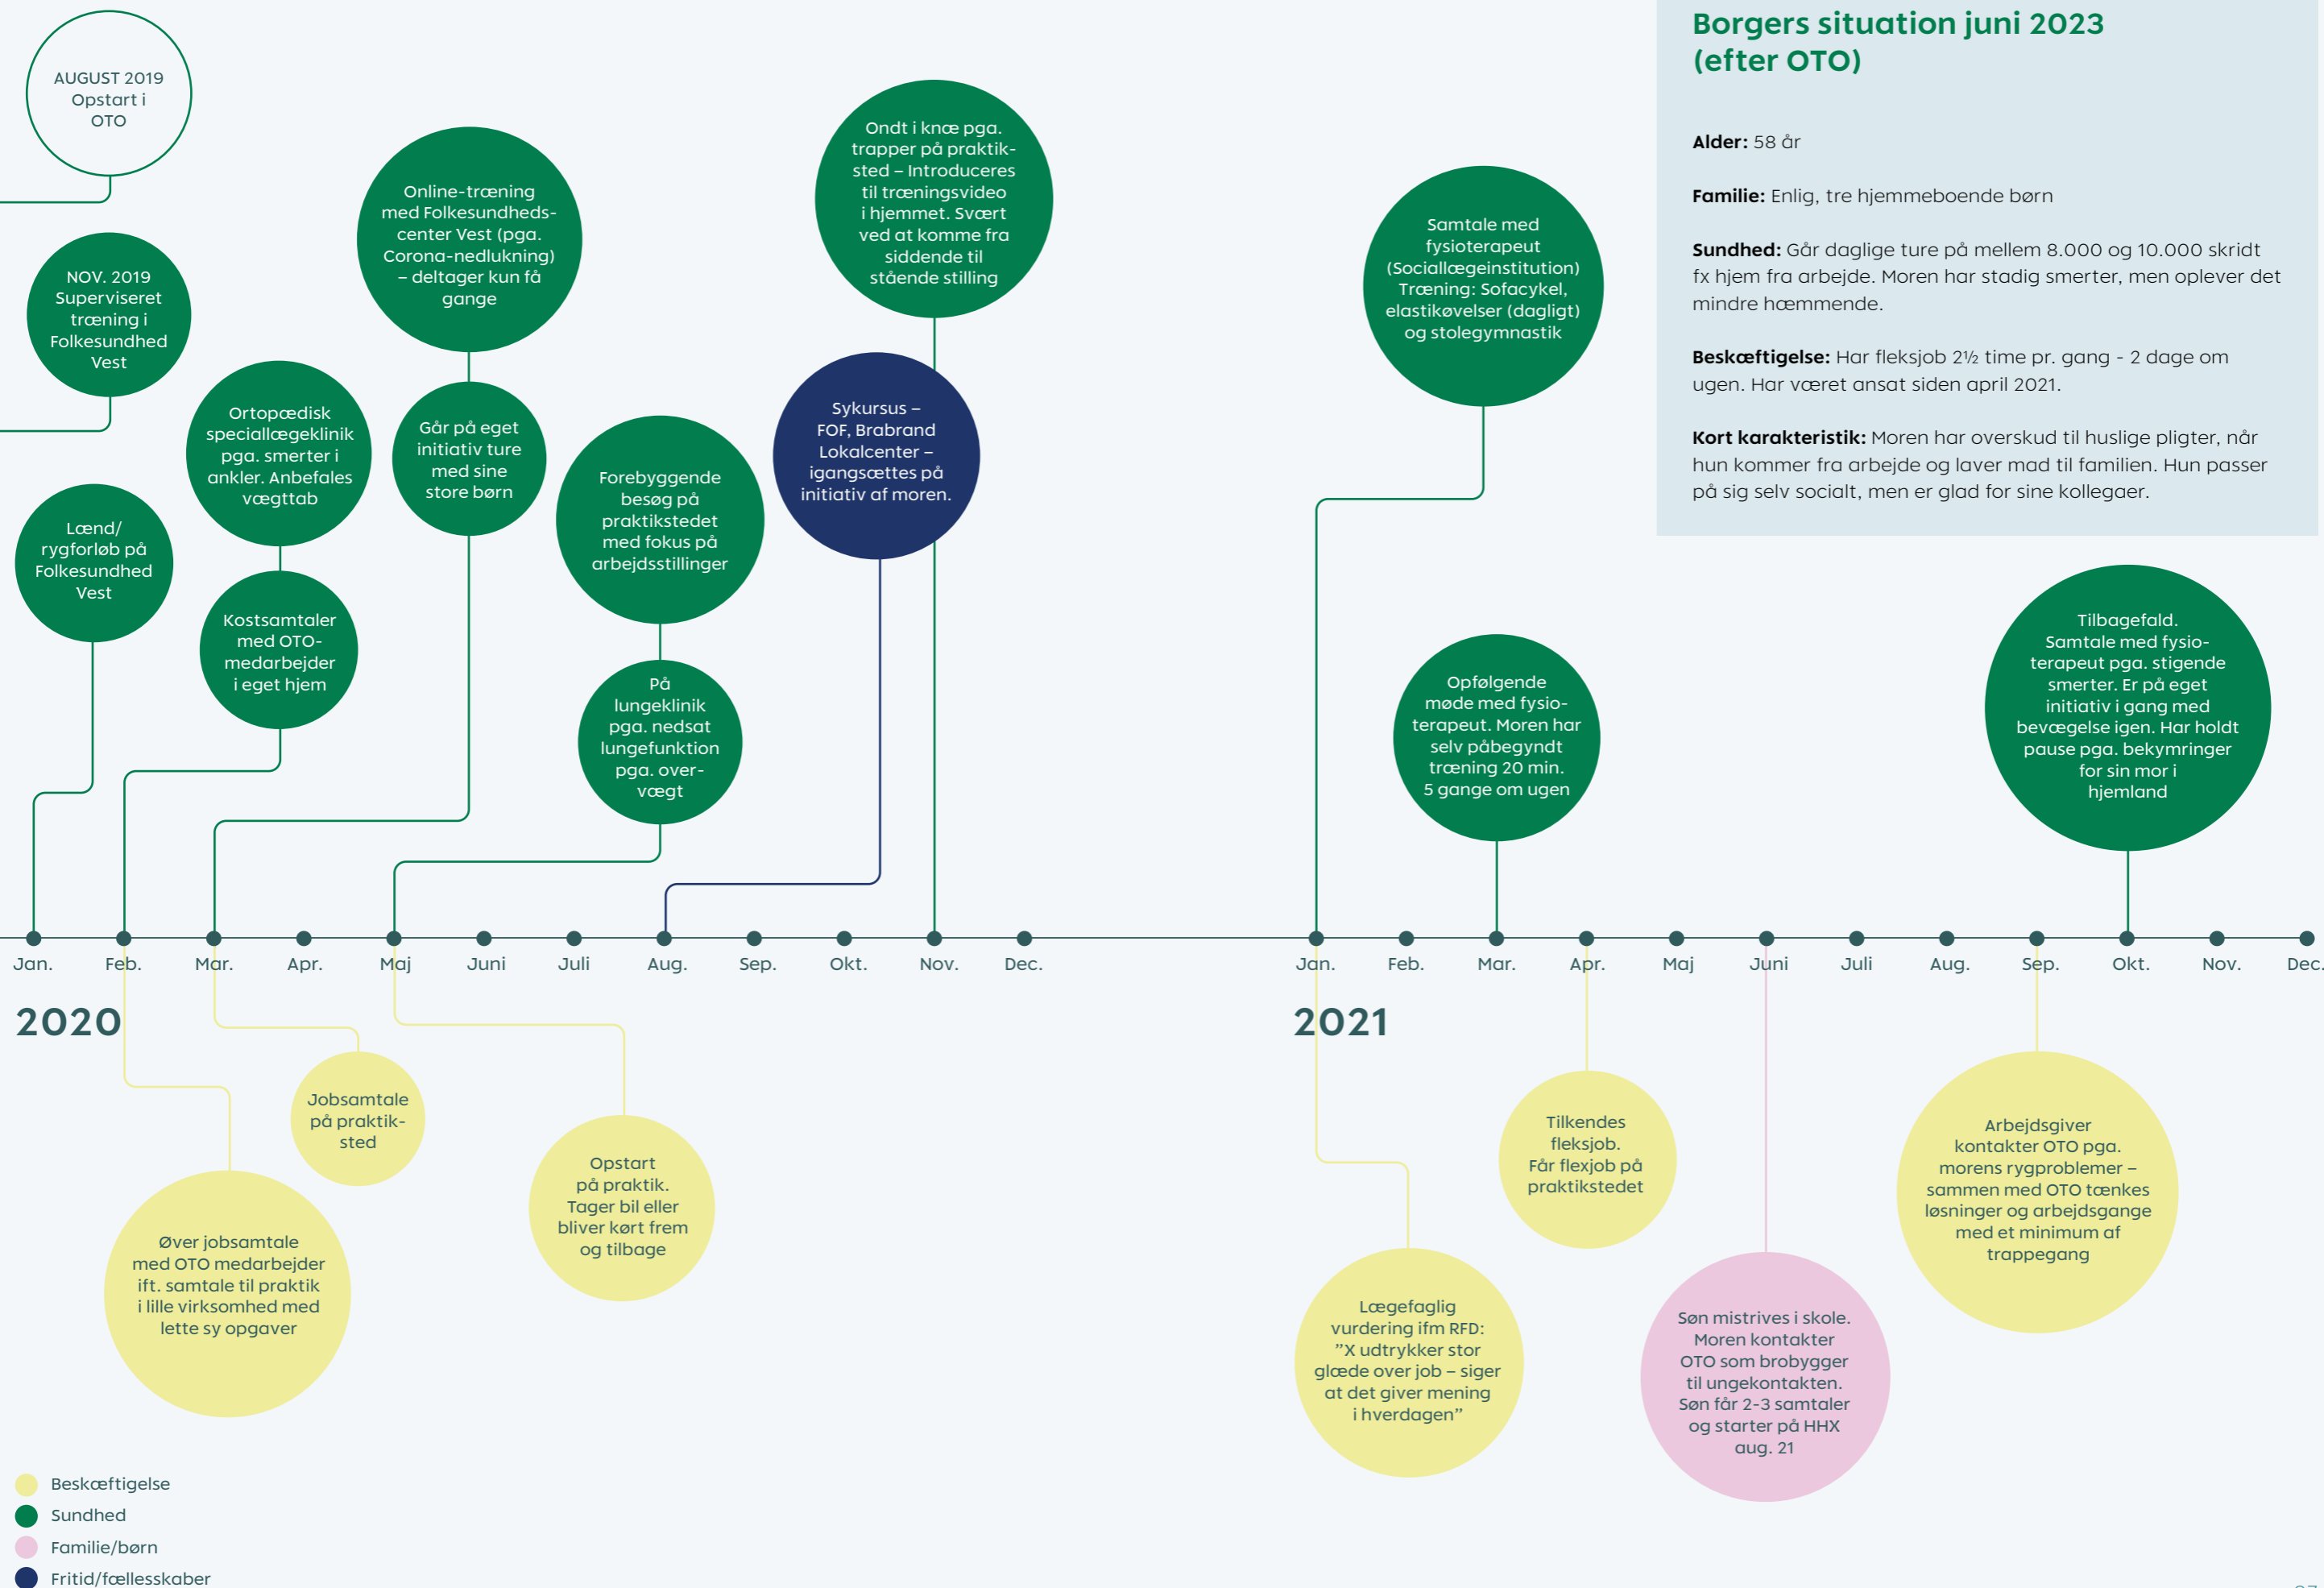 AUGUST 2019
Opstart i
OTO
NOV. 2019
Superviseret
træning i
Folkesundhed
Vest
Lænd/
rygforløb på
Folkesundhed
Vest
Ortopædisk
speciallægeklinik
pga. smerter i
ankler. Anbefales
vægttab
Kostsamtaler
med OTO-
medarbejder
i eget hjem
Online-træning
med Folkesundheds-
center Vest (pga.
Corona-nedlukning)
– deltager kun få
gange
Går på eget
initiativ ture
med sine
store børn
Forebyggende
besøg på
praktikstedet
med fokus på
arbejdsstillinger
På
lungeklinik
pga. nedsat
lungefunktion
pga. over-
vægt
Ondt i knæ pga.
trapper på praktik-
sted – Introduceres
til træningsvideo
i hjemmet. Svært
ved at komme fra
siddende til
stående stilling
Sykursus –
FOF, Brabrand
Lokalcenter –
igangsættes på
initiativ af moren.
Samtale med
fysioterapeut
(Sociallægeinstitution)
Træning: Sofacykel,
elastikøvelser (dagligt)
og stolegymnastik
Opfølgende
møde med fysio-
terapeut. Moren har
selv påbegyndt
træning 20 min.
5 gange om ugen
Borgers situation juni 2023
(efter OTO)
Alder: 58 år
Familie: Enlig, tre hjemmeboende børn
Sundhed: Går daglige ture på mellem 8.000 og 10.000 skridt
fx hjem fra arbejde. Moren har stadig smerter, men oplever det
mindre hæmmende.
Beskæftigelse: Har fleksjob 2½ time pr. gang - 2 dage om
ugen. Har været ansat siden april 2021.
Kort karakteristik: Moren har overskud til huslige pligter, når
hun kommer fra arbejde og laver mad til familien. Hun passer
på sig selv socialt, men er glad for sine kollegaer.
Tilbagefald.
Samtale med fysio-
terapeut pga. stigende
smerter. Er på eget
initiativ i gang med
bevægelse igen. Har holdt
pause pga. bekymringer
for sin mor i
hjemland
Jan. Feb. Mar. Apr. Maj Juni Juli Aug. Sep. Okt. Nov. Dec.
Jan. Feb. Mar. Apr. Maj Juni Juli Aug. Sep. Okt. Nov. Dec.
2020
2021
Øver jobsamtale
med OTO medarbejder
ift. samtale til praktik
i lille virksomhed med
lette sy opgaver
Jobsamtale
på praktik-
sted
Opstart
på praktik.
Tager bil eller
bliver kørt frem
og tilbage
Lægefaglig
vurdering ifm RFD:
”X udtrykker stor
glæde over job – siger
at det giver mening
i hverdagen”
Tilkendes
fleksjob.
Får flexjob på
praktikstedet
Søn mistrives i skole.
Moren kontakter
OTO som brobygger
til ungekontakten.
Søn får 2-3 samtaler
og starter på HHX
aug. 21
Arbejdsgiver
kontakter OTO pga.
morens rygproblemer –
sammen med OTO tænkes
løsninger og arbejdsgange
med et minimum af
trappegang
Beskæftigelse
Sundhed
Familie/børn
Fritid/fællesskaber